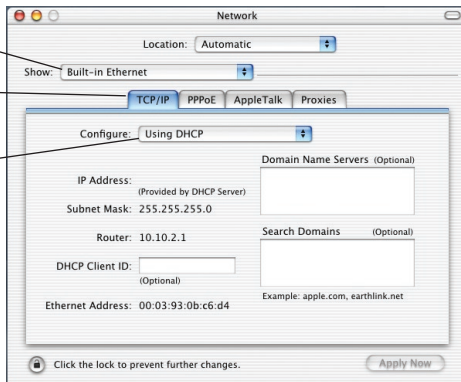 Network
Location: Automatic
Show: Built-in Ethernet
TCP/IP PPPoE AppleTalk Proxies
Configure: Using DHCP
Domain Name Servers (Optional)
IP Address:
(Provided by DHCP Server)
Subnet Mask: 255.255.255.0
Router: 10.10.2.1
Search Domains (Optional)
DHCP Client ID:
(Optional)
Example: apple.com, earthlink.net
Ethernet Address: 00:03:93:0b:c6:d4
Click the lock to prevent further changes.
Apply Now